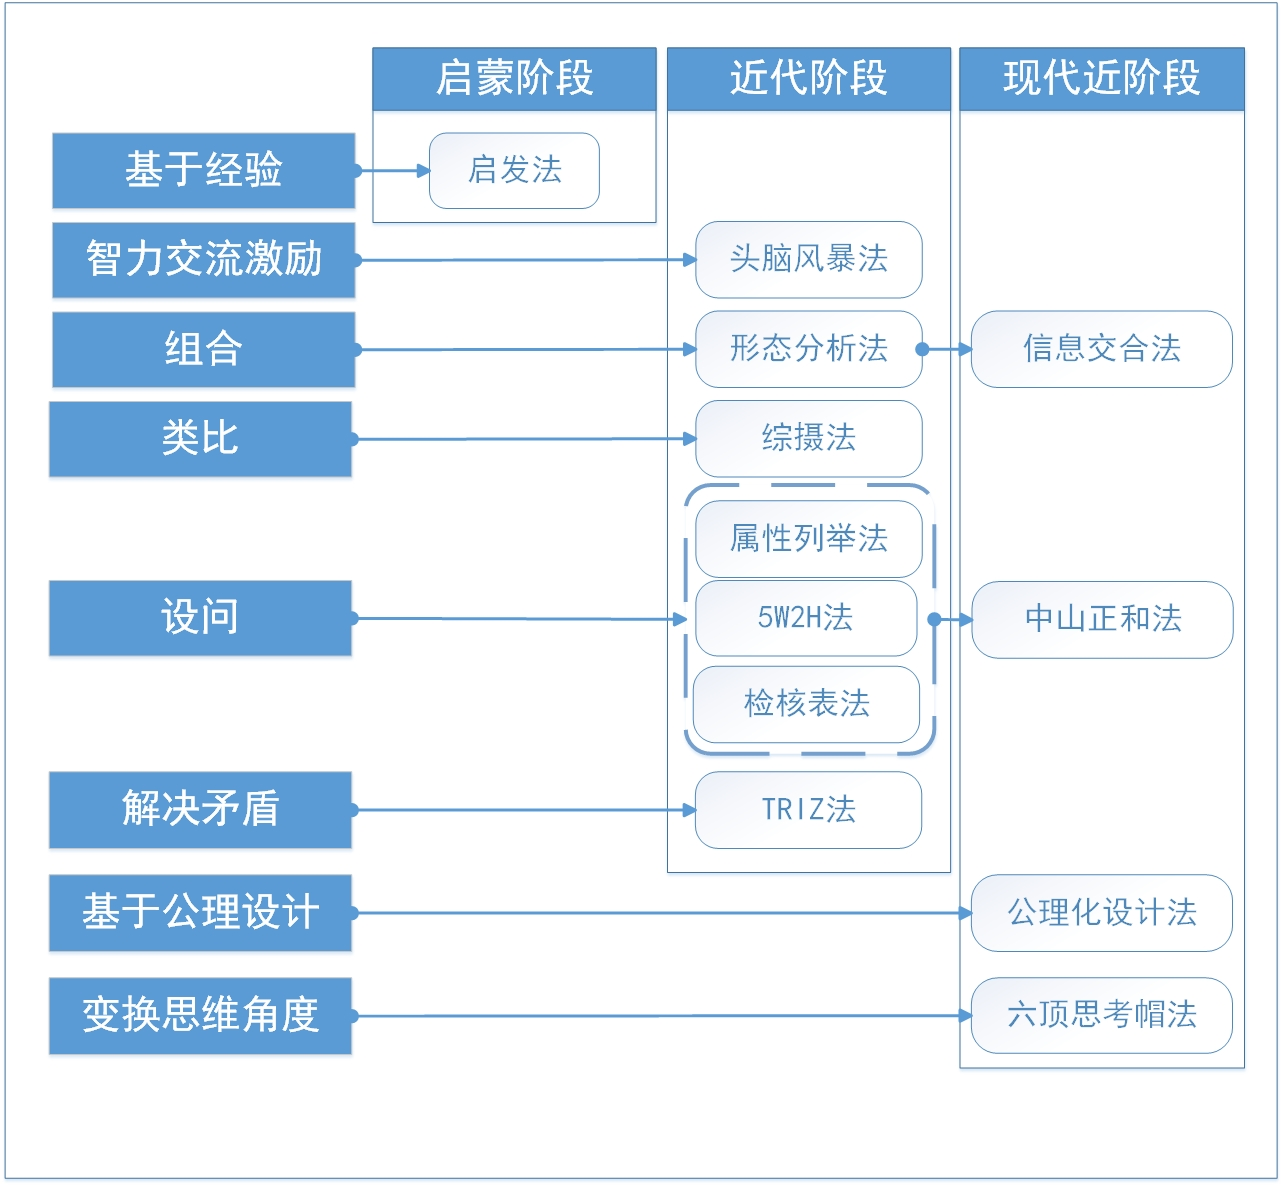 启蒙阶段
近代阶段
现代近阶段
基于经验
启发法
智力交流激励
头脑风暴法
组合
形态分析法
信息交合法
类比
综摄法
属性列举法
设问
5W2H法
中山正和法
检核表法
解决矛盾
TRIZ法
基于公理设计
公理化设计法
变换思维角度
六顶思考帽法